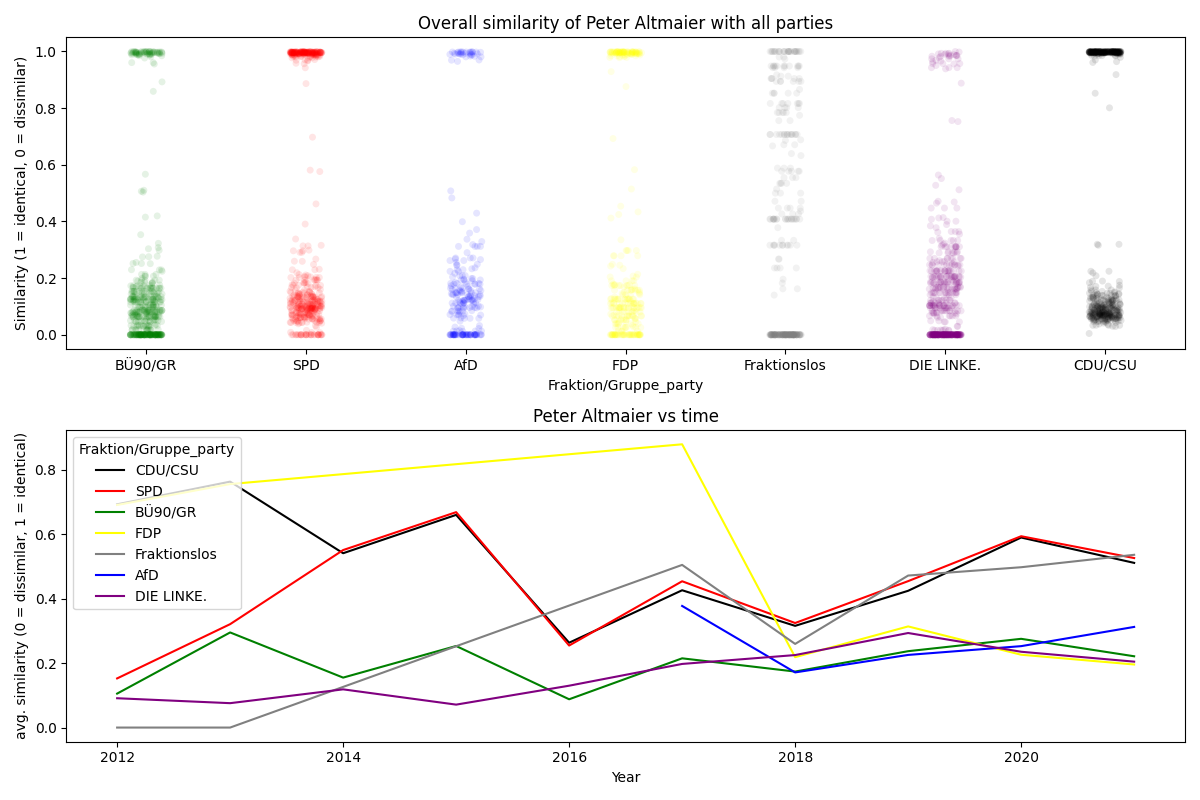 Overall similarity of Peter Altmaier with all parties
Similarity (1 = identical, 0 = dissimilar)
1.0
0.8
0.6
0.4
0.2
0.0
BÜ90/GR
SPD
AfD
FDP
Fraktionslos
DIE LINKE.
CDU/CSU
Fraktion/Gruppe_party
Peter Altmaier vs time
avg. similarity (0 = dissimilar, 1 = identical)
0.8
0.6
0.4
0.2
0.0
Fraktion/Gruppe_party
CDU/CSU
SPD
BÜ90/GR
FDP
Fraktionslos
AfD
DIE LINKE.
2012
2014
2016
2018
2020
Year